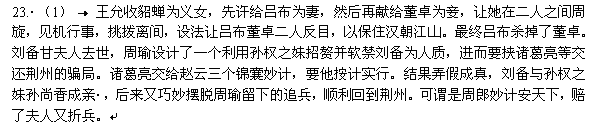 23.·（1）→ 王允收貂蝉为义女，先许给吕布为妻，然后再献给董卓为妾，让她在二人之间周
旋，见机行事，挑拨离间，设法让吕布董卓二人反目，以保住汉朝江山。最终吕布杀掉了董卓。
刘备甘夫人去世，周瑜设计了一个利用孙权之妹招赘并软禁刘备为人质，进而要挟诸葛亮等交
还荆州的骗局。诸葛亮交给赵云三个锦囊妙计，要他按计实行。结果弄假成真，刘备与孙权之
妹孙尚香成亲·，后来又巧妙摆脱周瑜留下的追兵，顺利回到荆州。可谓是周郎妙计安天下，赔
了夫人又折兵。↵